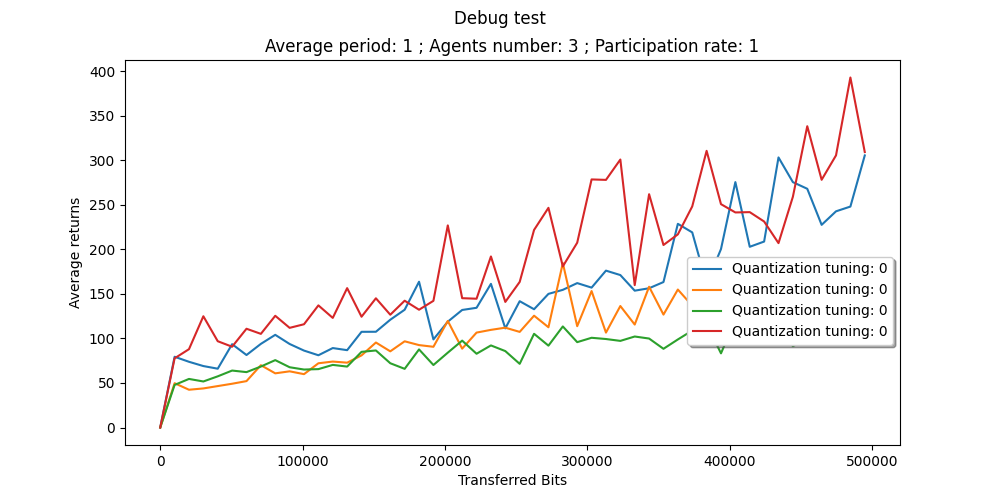 Debug test
Average period: 1 ; Agents number: 3 ; Participation rate: 1
400
350
300
250
200
150
100
50
0
Average returns
Quantization tuning: 0
Quantization tuning: 0
Quantization tuning: 0
Quantization tuning: 0
0 100000 200000 300000 400000 500000
Transferred Bits